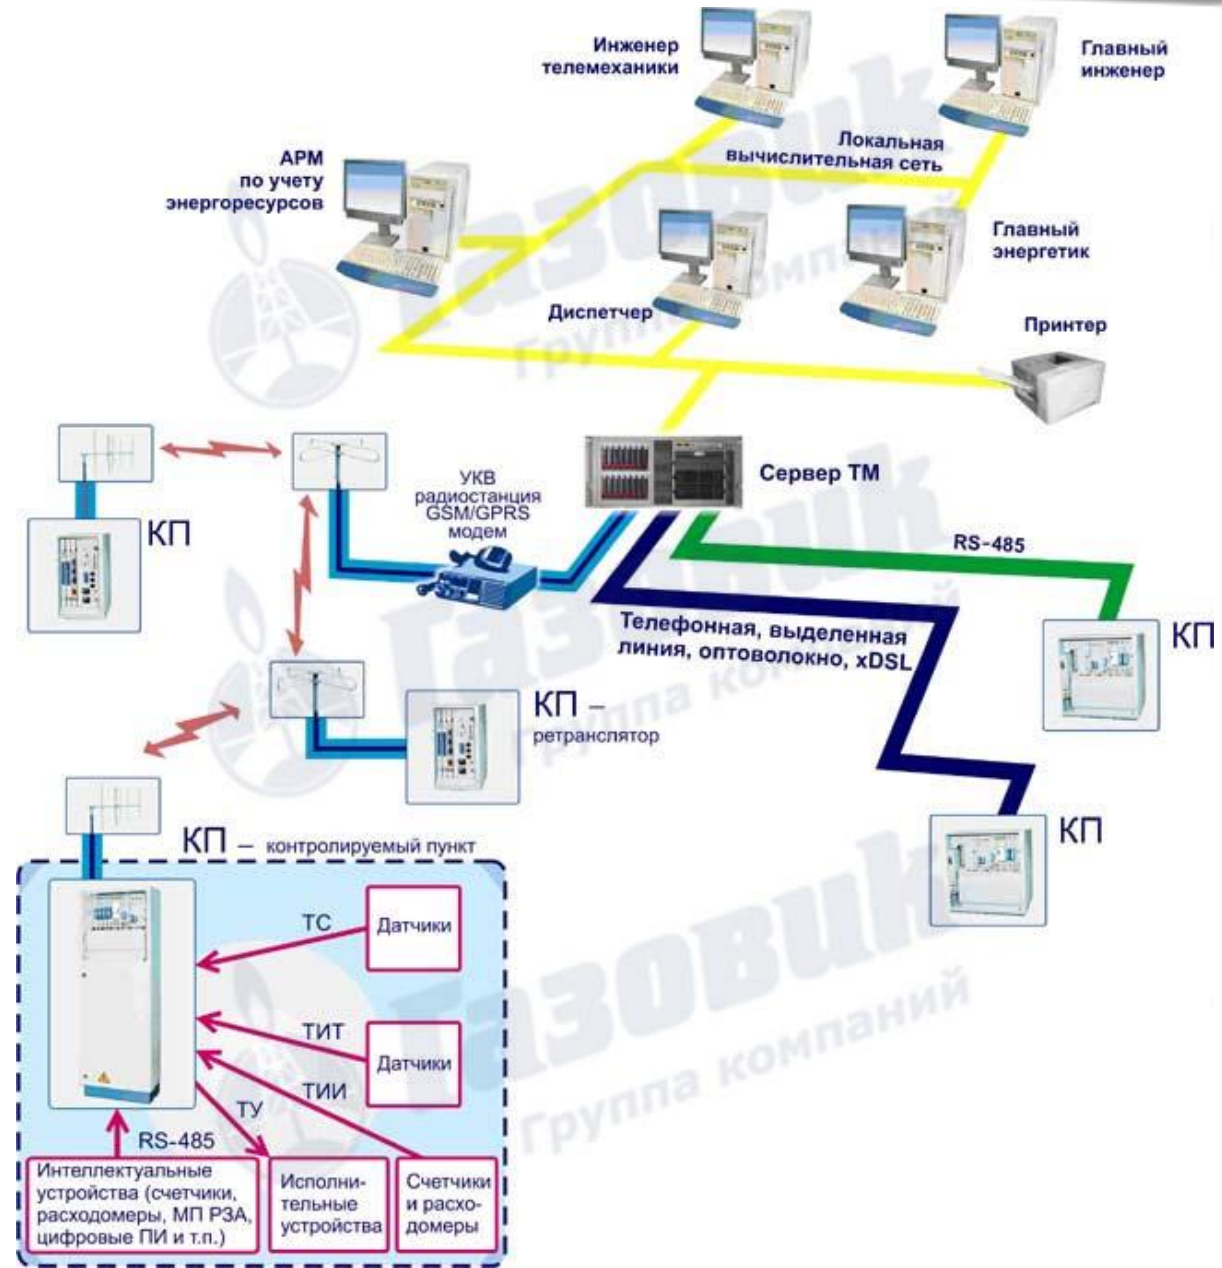 Инженер
телемеханики
Главный
инженер
Локальная
вычислительная сеть
АРМ
по учету
энергоресурсов
Главный
энергетик
Диспетчер
Принтер
Сервер ТМ
УКВ
радиостанция
GSM/GPRS
модем
КП
RS-485
Телефонная, выделенная
линия, оптоволокно, xDSL
КП
КП –
ретранслятор
КП
КП – контролируемый пункт
ТС
Датчики
ТИТ
Датчики
ТИИ
ТУ
RS-485
Интеллектуальные
устройства (счетчики,
расходомеры, МП РЗА,
цифровые ПИ и т.п.)
Исполни-
тельные
устройства
Счетчики
и расхо-
домеры
Газовик
Группа компаний
Газовик
Группа компаний
Газовик
Группа компаний